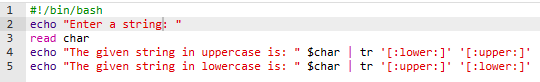 1 #!/bin/bash
2 echo "Enter a string: "
3 read char
4 echo "The given string in uppercase is: " $char | tr '[:lower:]' '[:upper:]'
5 echo "The given string in lowercase is: " $char | tr '[:upper:]' '[:lower:]'